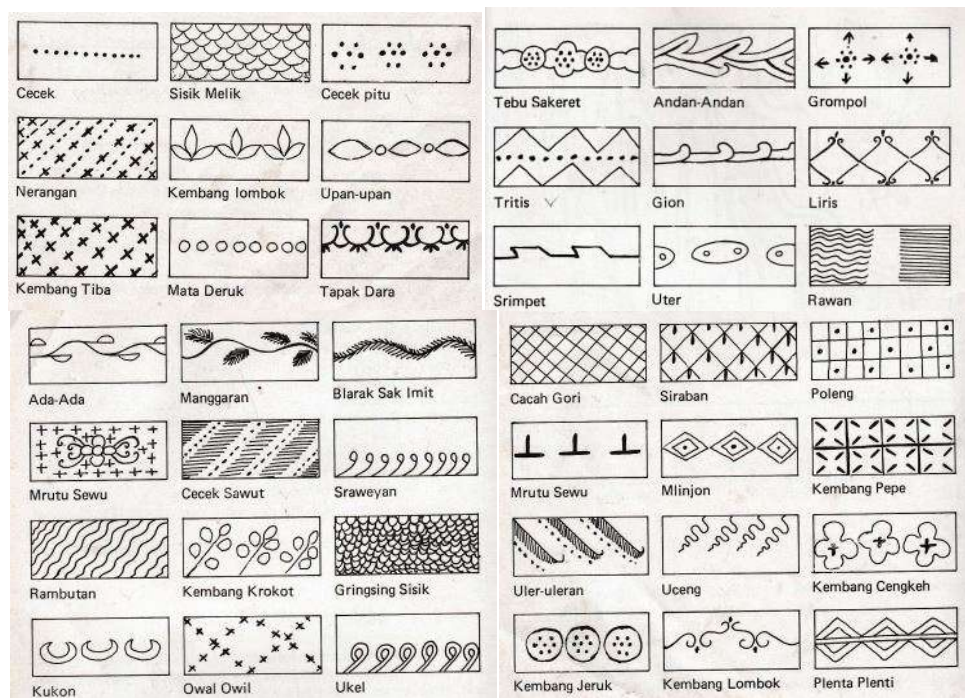 Cecek
Sisik Melik
Cecek pitu
Nerangan
Kembang lombok
Upan-upan
Kembang Tiba
Mata Deruk
Tapak Dara
Tebu Sakeret
Andan-Andan
Grompol
Tritis
Gion
Liris
Srimpet
Uter
Rawan
Ada-Ada
Manggaran
Blarak Sak Imit
Mrutu Sewu
Cecek Sawut
Sraweyan
Rambutan
Kembang Krokot
Gringsing Sisik
Kukon
Owal Owil
Ukel
Cacah Gori
Siraban
Poleng
Mrutu Sewu
Mlinjon
Kembang Pepe
Uler-uleran
Uceng
Kembang Cengkeh
Kembang Jeruk
Kembang Lombok
Plenta Plenti